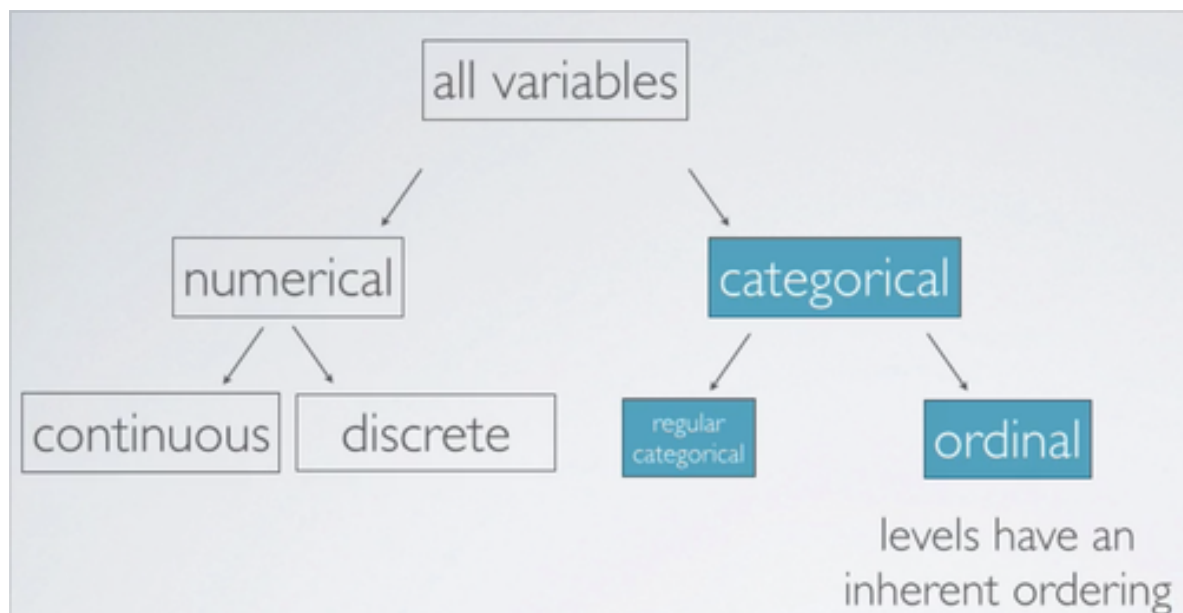 all variables
numerical
categorical
continuous
discrete
regular
categorical
ordinal
levels have an
inherent ordering